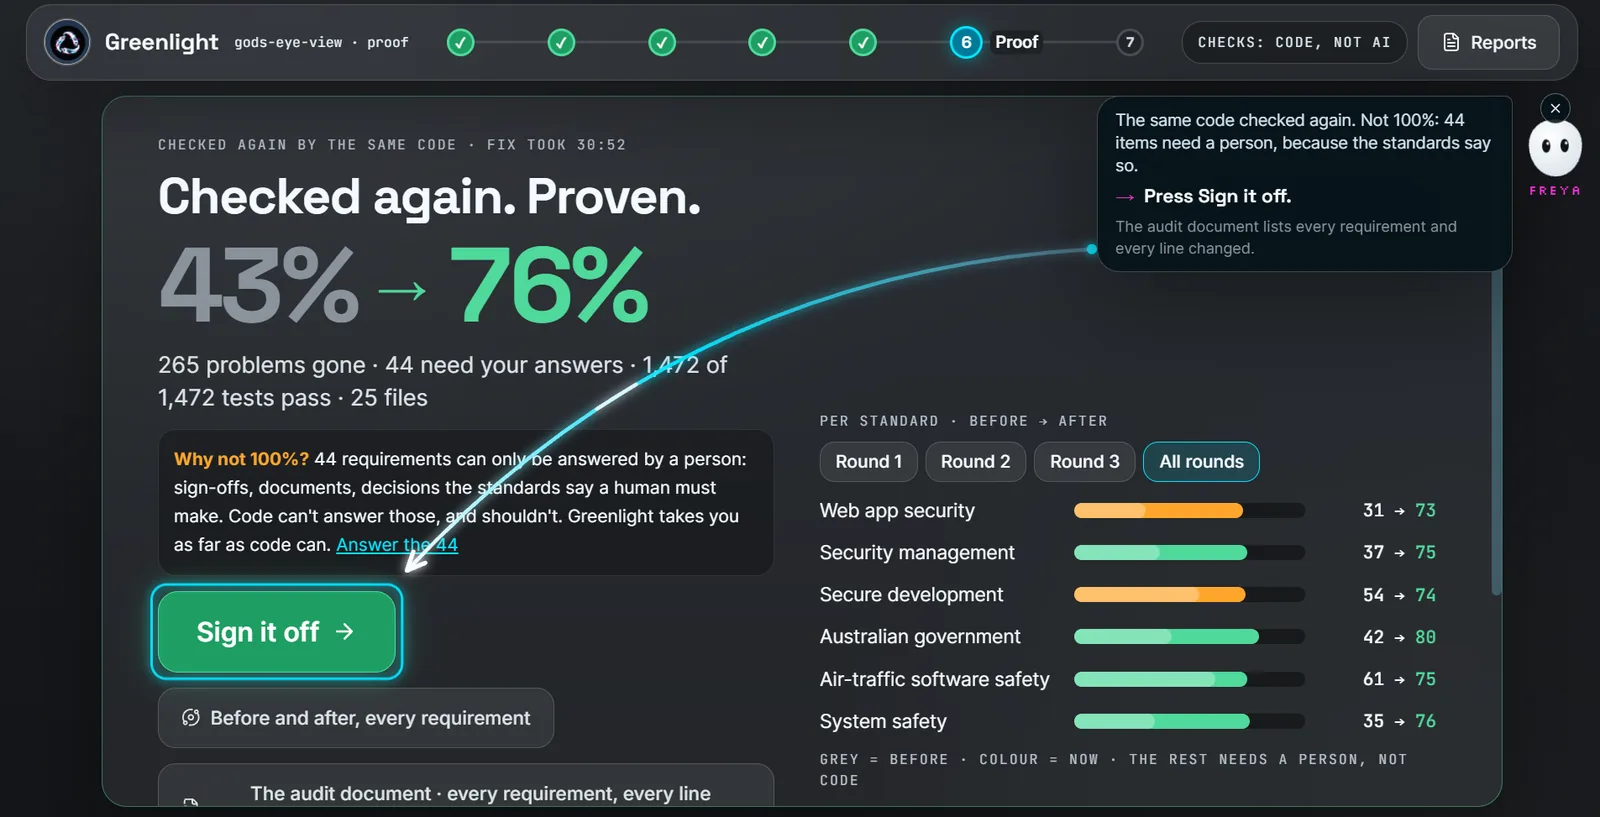 Greenlight
gods-eye-view · proof
6 Proof
7
CHECKS: CODE, NOT AI
Reports
The same code checked again. Not 100%: 44
items need a person, because the standards say
so.
→ Press Sign it off.
The audit document lists every requirement and
every line changed.
FREYA
CHECKED AGAIN BY THE SAME CODE · FIX TOOK 30:52
Checked again. Proven.
43% → 76%
265 problems gone · 44 need your answers · 1,472 of
1,472 tests pass · 25 files
Why not 100%? 44 requirements can only be answered by a person:
sign-offs, documents, decisions the standards say a human must
make. Code can't answer those, and shouldn't. Greenlight takes you
as far as code can. Answer the 44
Sign it off →
Before and after, every requirement
The audit document · every requirement, every line
PER STANDARD · BEFORE → AFTER
Round 1 Round 2 Round 3 All rounds
Web app security 31 → 73
Security management 37 → 75
Secure development 54 → 74
Australian government 42 → 80
Air-traffic software safety 61 → 75
System safety 35 → 76
GREY = BEFORE · COLOUR = NOW · THE REST NEEDS A PERSON, NOT
CODE